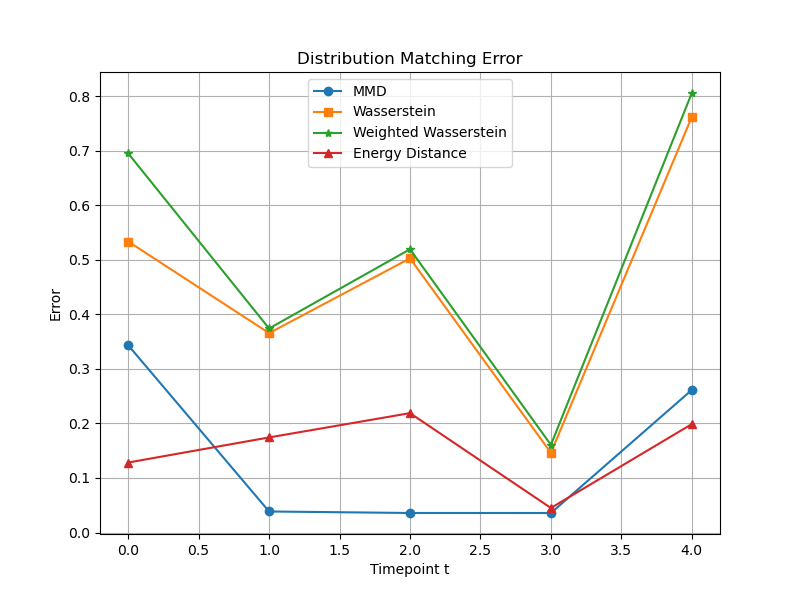 Distribution Matching Error
MMD
Wasserstein
Weighted Wasserstein
Energy Distance
0.8
0.7
0.6
0.5
0.4
0.3
0.2
0.1
0.0
Error
0.0 0.5 1.0 1.5 2.0 2.5 3.0 3.5 4.0
Timepoint t